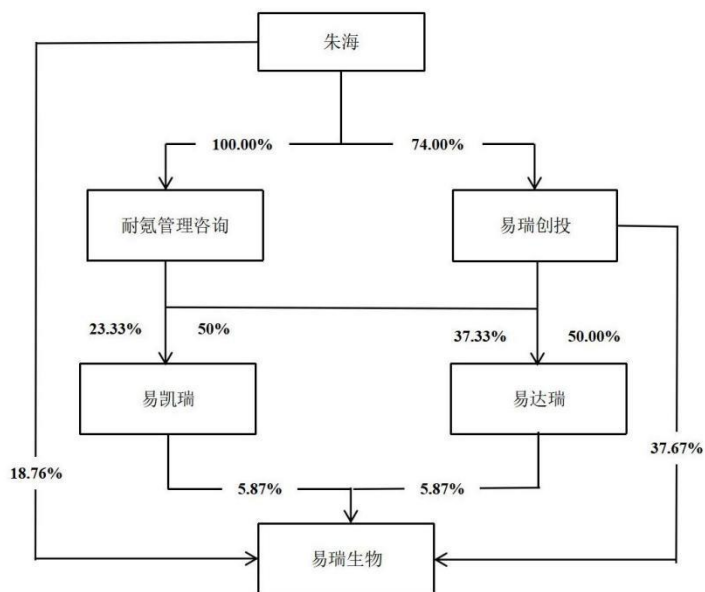 朱海
100.00%
74.00%
耐氪管理咨询
易瑞创投
23.33%
50%
37.33%
50.00%
易凯瑞
易达瑞
18.76%
37.67%
5.87%
5.87%
易瑞生物